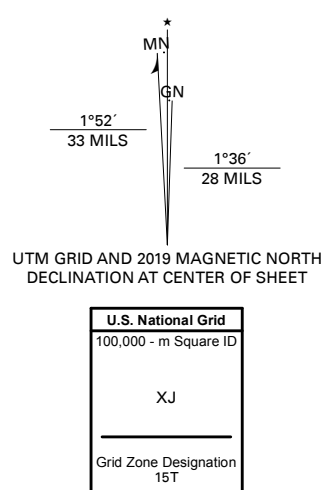 MN
GN
1°52´
33 MILS
1°36´
28 MILS
UTM GRID AND 2019 MAGNETIC NORTH
DECLINATION AT CENTER OF SHEET
U.S. National Grid
100,000 - m Square ID
XJ
Grid Zone Designation
15T